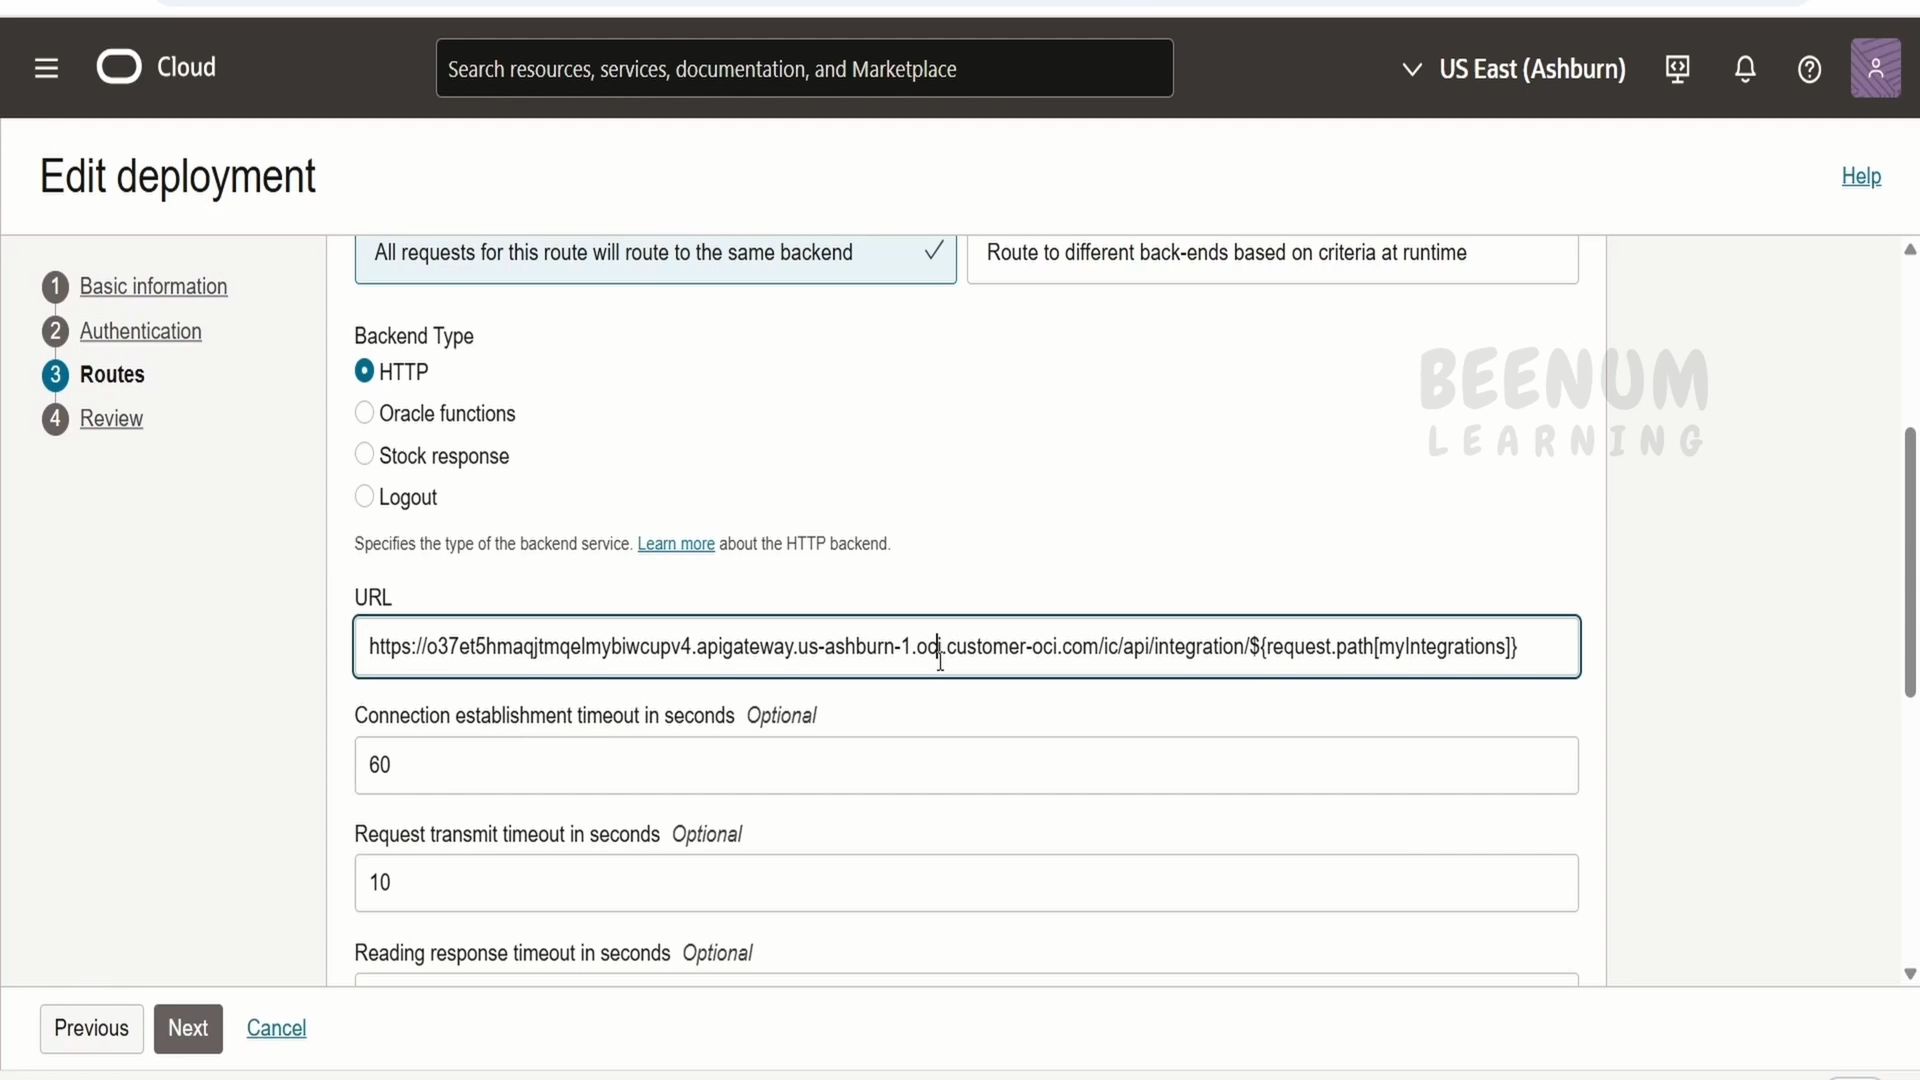 Cloud
Search resources, services, documentation, and Marketplace
US East (Ashburn)
Edit deployment
Help
1 Basic information
2 Authentication
3 Routes
4 Review
All requests for this route will route to the same backend
Route to different back-ends based on criteria at runtime
Backend Type
HTTP
Oracle functions
Stock response
Logout
Specifies the type of the backend service. Learn more about the HTTP backend.
BEENUM
LEARNING
URL
https://o37et5hmaqjtmqelmybiwcupv4.apigateway.us-ashburn-1.oci.customer-oci.com/ic/api/integration/${request.path[myIntegrations]}
Connection establishment timeout in seconds Optional
60
Request transmit timeout in seconds Optional
10
Reading response timeout in seconds Optional
Previous
Next
Cancel